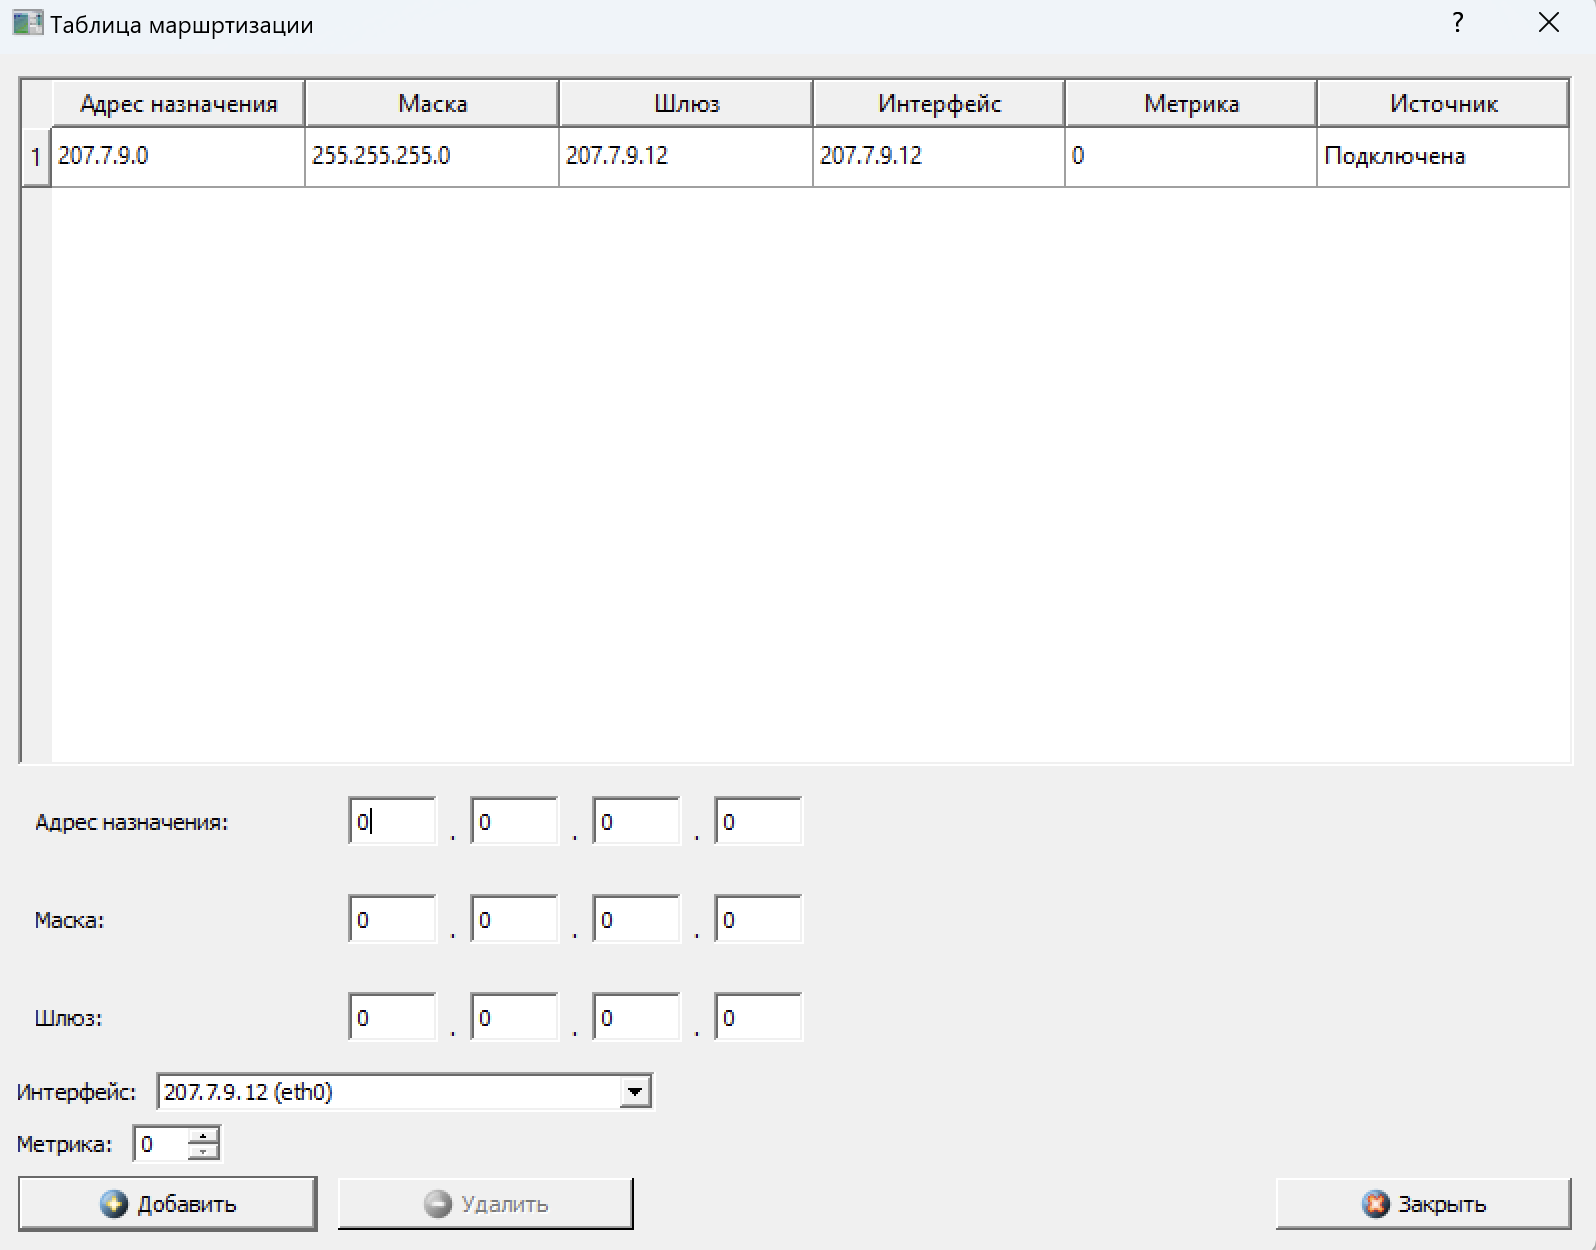 Таблица маршртизации ?
Адрес назначения Маска Шлюз Интерфейс Метрика Источник
1 207.7.9.0 255.255.255.0 207.7.9.12 207.7.9.12 0 Подключена
Адрес назначения: 0 . 0 . 0 . 0
Маска: 0 . 0 . 0 . 0
Шлюз: 0 . 0 . 0 . 0
Интерфейс: 207.7.9.12 (eth0)
Метрика: 0
Добавить Удалить Закрыть